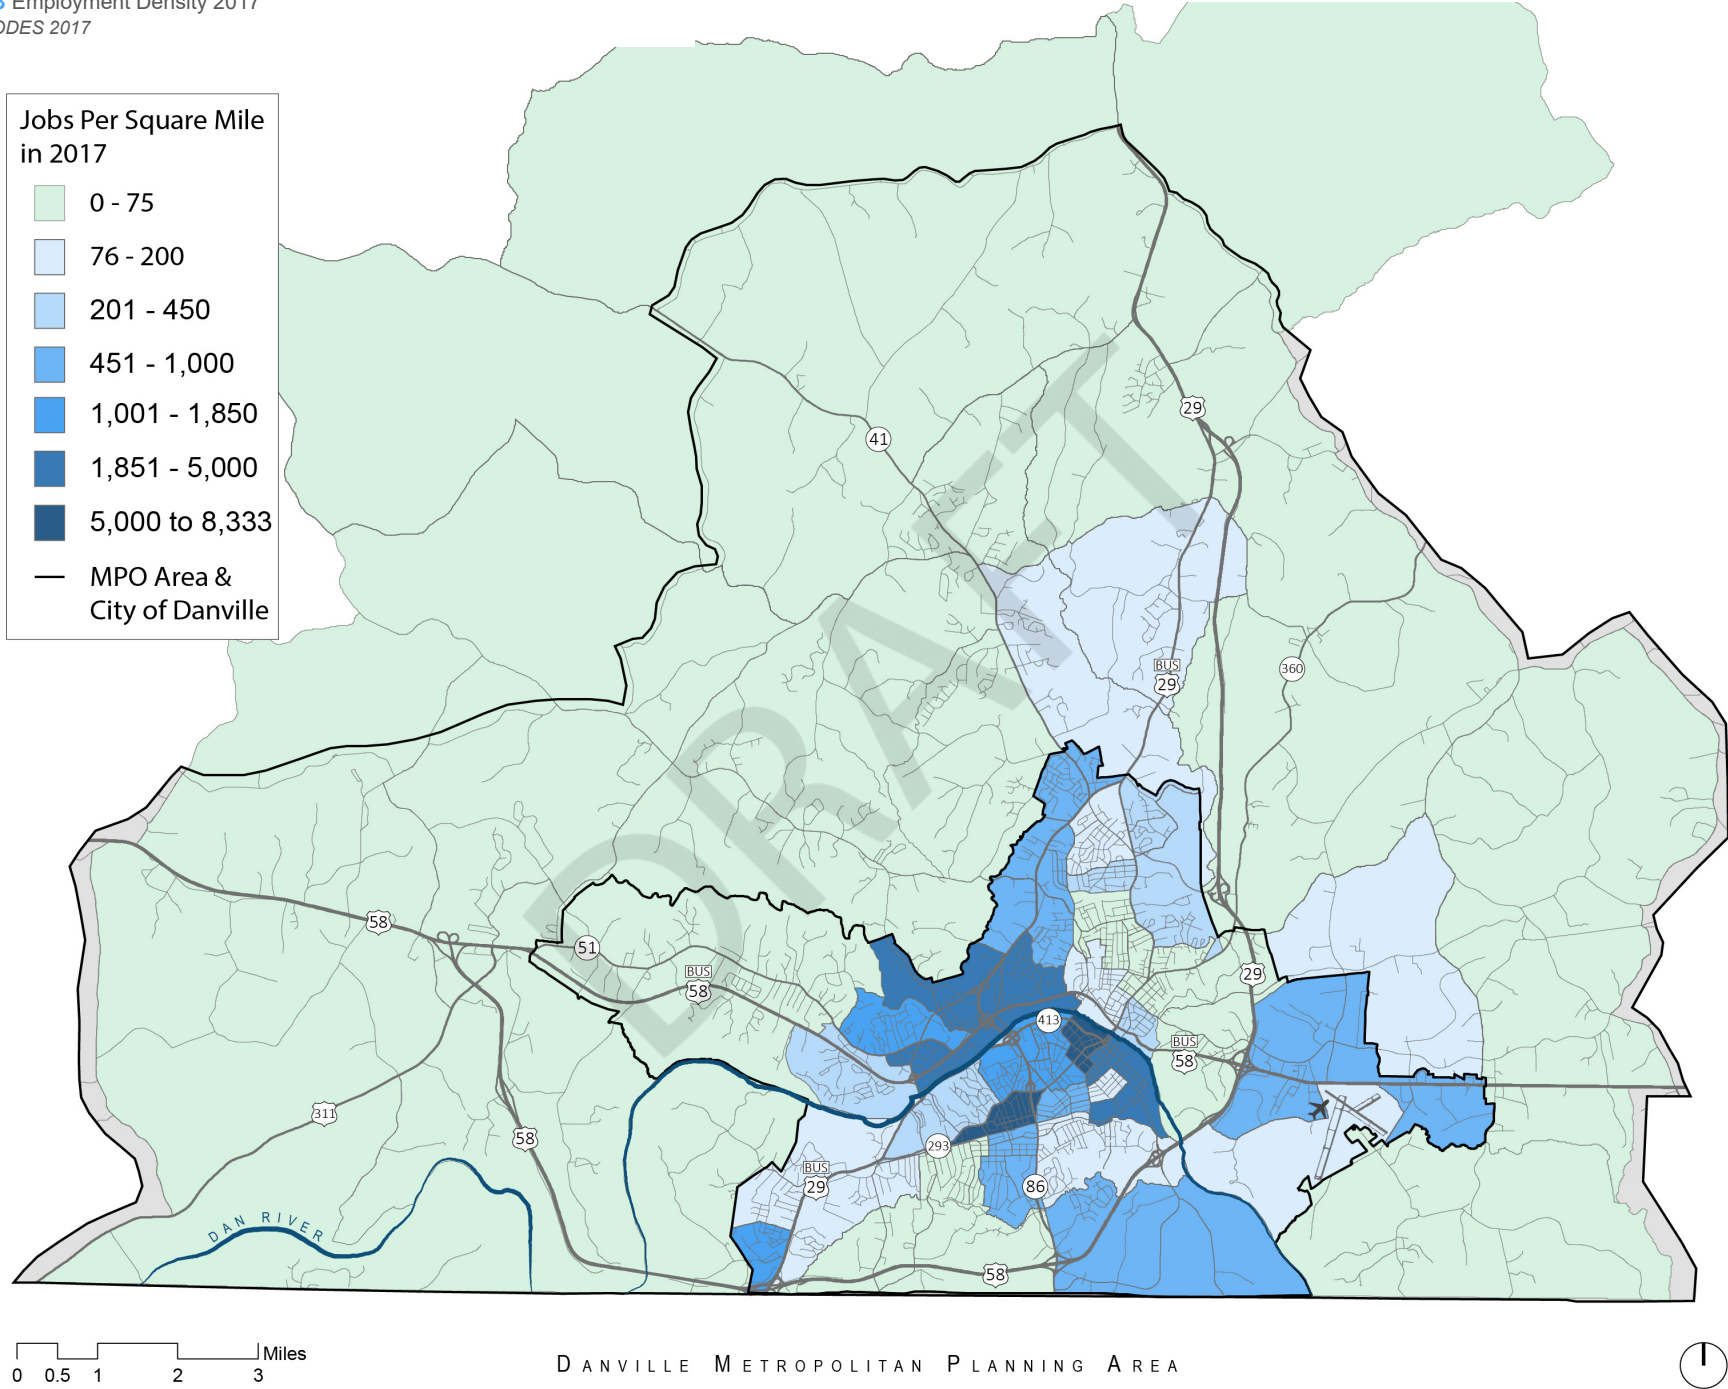 Employment Density 2017
ODES 2017
Jobs Per Square Mile
in 2017
0 - 75
76 - 200
201 - 450
451 - 1,000
1,001 - 1,850
1,851 - 5,000
5,000 to 8,333
MPO Area &
City of Danville
DRAFT
29
41
BUS
29
360
58
51
BUS
58
29
413
BUS
58
311
58
293
BUS
29
86
DAN RIVER
58
Miles
0 0.5 1 2 3
DANVILLE METROPOLITAN PLANNING AREA